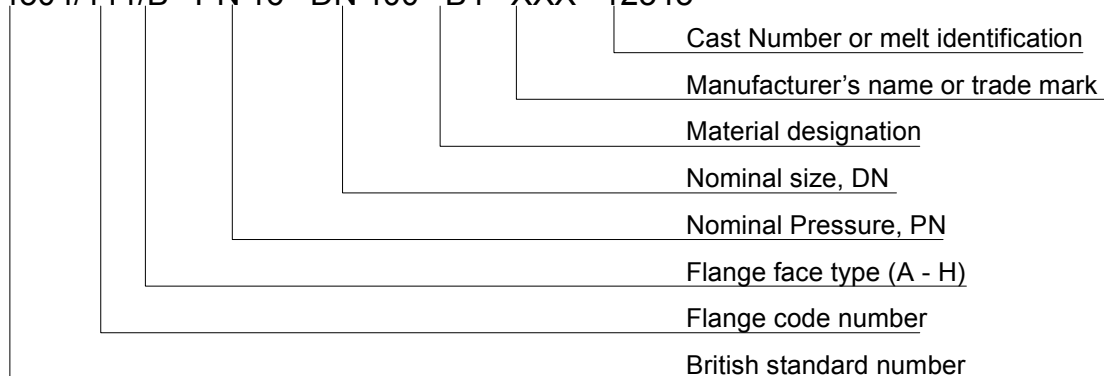 Cast Number or melt identification
Manufacturer’s name or trade mark
Material designation
Nominal size, DN
Nominal Pressure, PN
Flange face type (A - H)
Flange code number
British standard number